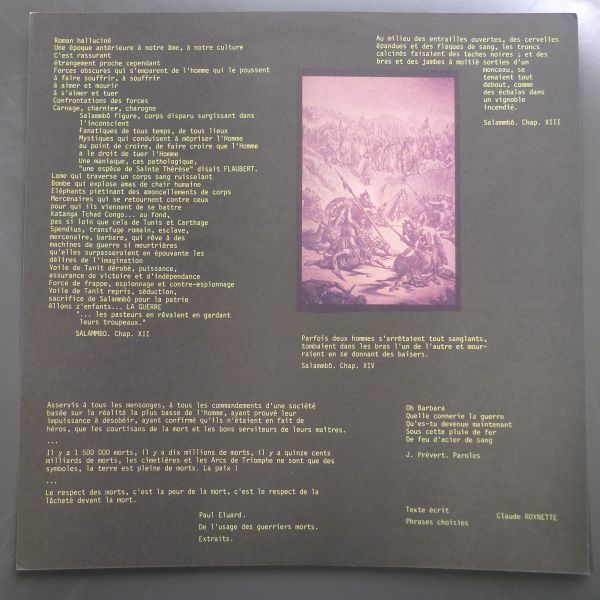 Roman halluciné
Une époque antérieure à notre âme, à notre culture
C'est rassurant
étrangement proche cependant
Forces obscures qui s'emparent de l'homme qui le poussent
à faire souffrir, à souffrir
à aimer et mourir
à s'aimer et tuer
Confrontations des forces
Carnage, charnier, charogne
Salammbô figure, corps disparu surgissant dans
l'inconscient
Fanatiques de tous temps, de tous lieux
Mystiques qui conduisent à mépriser l'Homme
au point de croire, de faire croire que l'Homme
a le droit de tuer l'Homme
Une maniaque, cas pathologique,
"une espèce de Sainte Thérèse" disait FLAUBERT.
Lame qui traverse un corps sang ruisselant
Bombe qui explose amas de chair humaine
Eléphants piétinant des amoncellements de corps
Mercenaires qui se retournent contre ceux
pour qui ils viennent de se battre
Katanga Tchad Congo... au fond,
pas si loin que cela de Tunis et Carthage
Spendius, transfuge romain, esclave,
mercenaire, barbare, qui rêve à des
machines de guerre si meurtrières
qu'elles surpasseraient en épouvante les
délires de l'imagination
Voile de Tanit dérobé, puissance,
assurance de victoire et d'indépendance
Force de frappe, espionnage et contre-espionnage
Voile de Tanit repris, séduction,
sacrifice de Salammbô pour la patrie
Allons z'enfants... LA GUERRE
"... les pasteurs en rêvaient en gardant
leurs troupeaux."
SALAMMBO. Chap. XII
Au milieu des entrailles ouvertes, des cervelles
épandues et des flaques de sang, les troncs
calcinés faisaient des taches noires ; et des
bras et des jambes à moitié sorties d'un
monceau, se
tenaient tout
debout, comme
des échalas dans
un vignoble
incendié.
Salammbô. Chap. XIII
Parfois deux hommes s'arrêtaient tout sanglants,
tombaient dans les bras l'un de l'autre et mour-
raient en se donnant des baisers.
Salammbô. Chap. XIV
Asservis à tous les mensonges, à tous les commandements d'une société
basée sur la réalité la plus basse de l'homme, ayant prouvé leur
impuissance à désobéir, ayant confirmé qu'ils n'étaient en fait de
héros, que les courtisans de la mort et les bons serviteurs de leurs maîtres.
...
Il y a 1 500 000 morts, il y a dix millions de morts, il y a quinze cents
milliards de morts, les cimetières et les Arcs de Triomphe ne sont que des
symboles, la terre est pleine de morts. La paix !
...
Le respect des morts, c'est la peur de la mort, c'est le respect de la
lâcheté devant la mort.
Paul Eluard.
De l'usage des guerriers morts.
Extraits.
Oh Barbara
Quelle connerie la guerre
Qu'es-tu devenue maintenant
Sous cette pluie de fer
De feu d'acier de sang
J. Prévert. Paroles
Texte écrit
Phrases choisies
Claude ROYNETTE